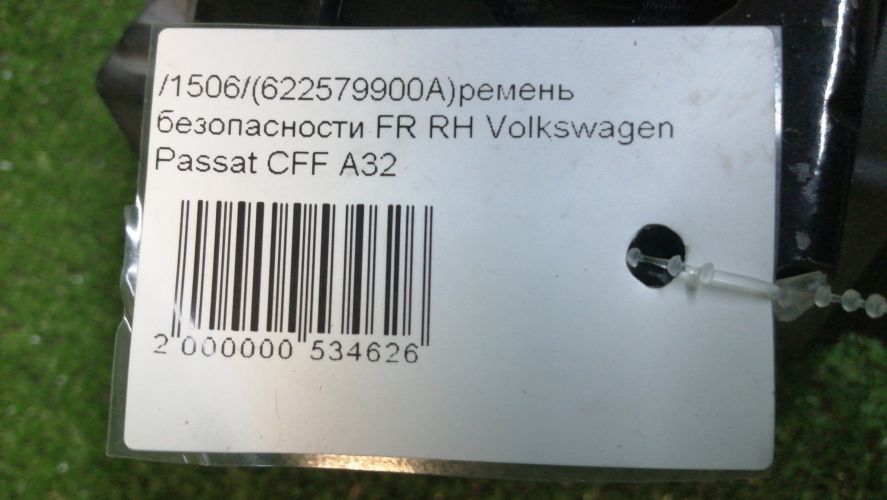 /1506/(622579900A)ремень
безопасности FR RH Volkswagen
Passat CFF A32
2 000000 534626